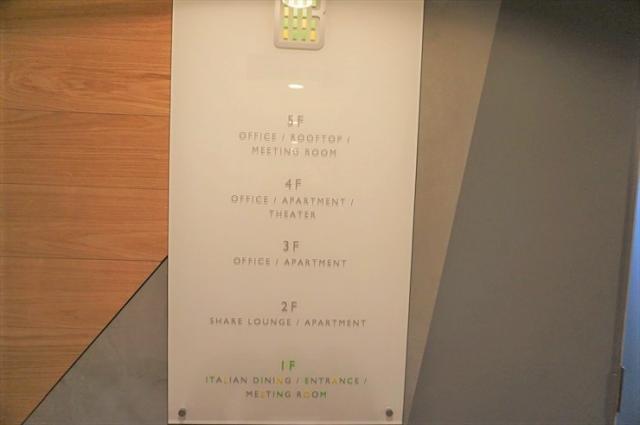 5F
OFFICE / ROOFTOP /
MEETING ROOM
4F
OFFICE / APARTMENT /
THEATER
3F
OFFICE / APARTMENT
2F
SHARE LOUNGE / APARTMENT
1F
ITALIAN DINING / ENTRANCE /
MEETING ROOM